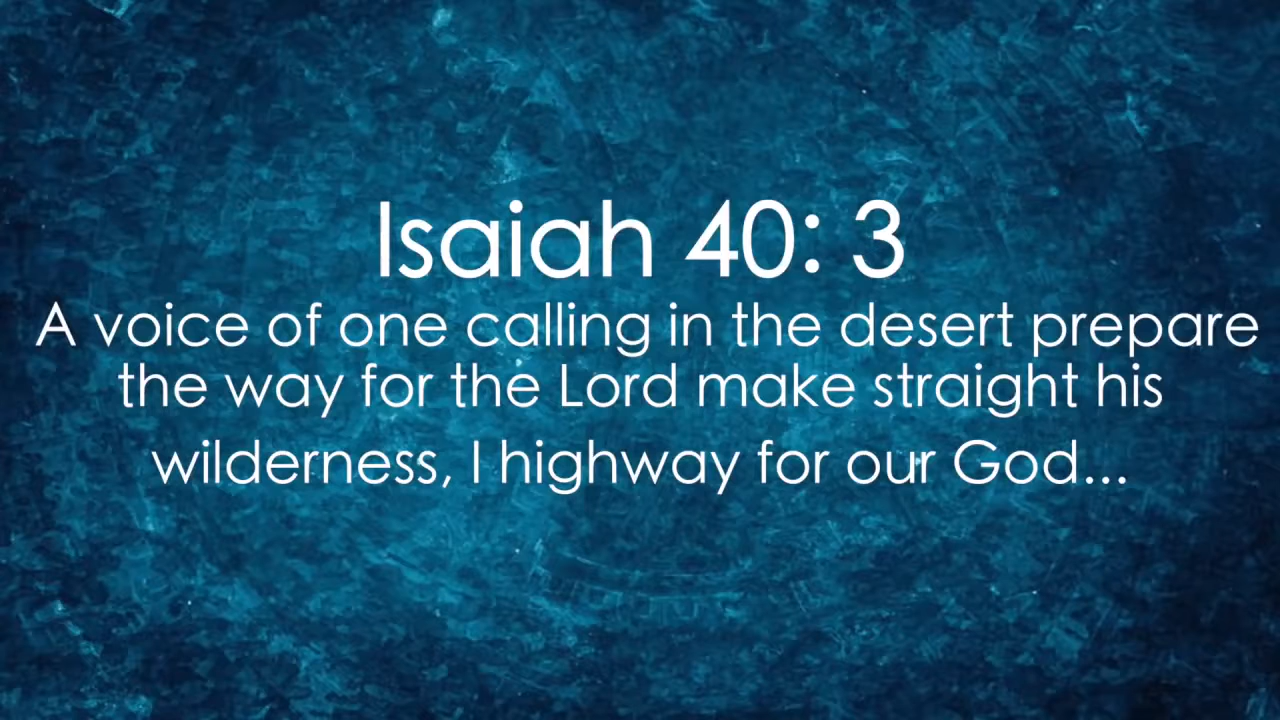 Isaiah 40: 3
A voice of one calling in the desert prepare
the way for the Lord make straight his
wilderness, I highway for our God...